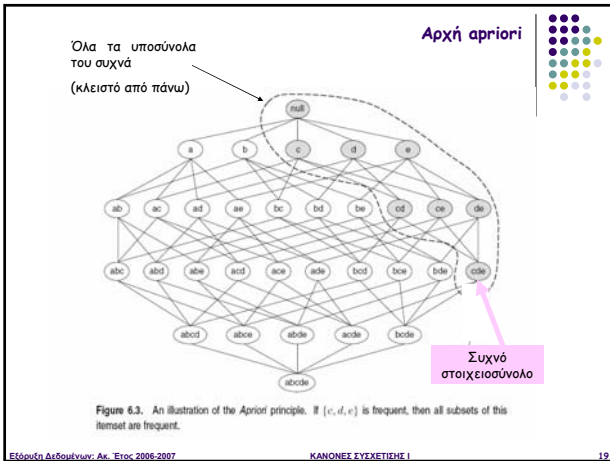 Αρχή apriori
Όλα τα υποσύνολα
του συχνά
(κλειστό από πάνω)
null
a b c d e
ab ac ad ae bc bd be cd ce de
abc abd abe acd ace ade bcd bce bde cde
abcd abce abde acde bcde
abcde
Συχνό
στοιχειοσύνολο
Figure 6.3. An illustration of the Apriori principle. If {c, d, e} is frequent, then all subsets of this
itemset are frequent.
Εξόρυξη Δεδομένων: Ακ. Έτος 2006-2007 ΚΑΝΟΝΕΣ ΣΥΣΧΕΤΙΣΗΣ Ι 19